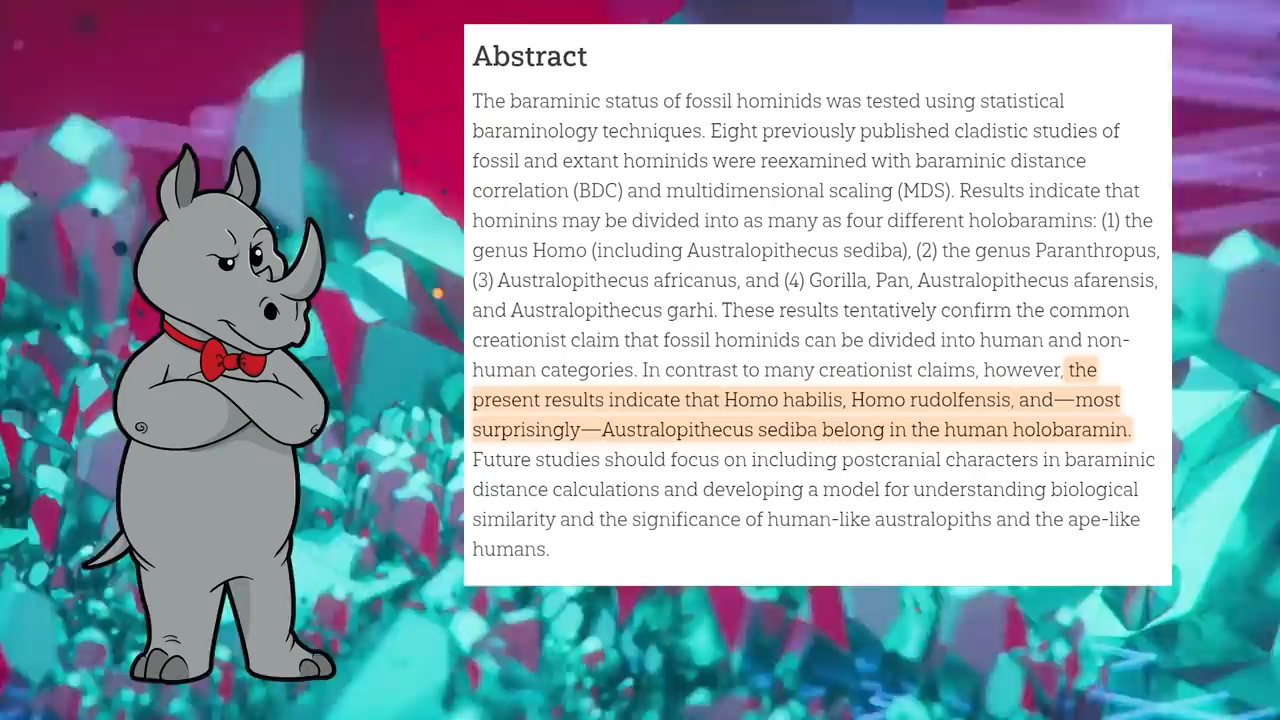 Abstract
The baraminic status of fossil hominids was tested using statistical
baraminology techniques. Eight previously published cladistic studies of
fossil and extant hominids were reexamined with baraminic distance
correlation (BDC) and multidimensional scaling (MDS). Results indicate that
hominins may be divided into as many as four different holobaramins: (1) the
genus Homo (including Australopithecus sediba), (2) the genus Paranthropus,
(3) Australopithecus africanus, and (4) Gorilla, Pan, Australopithecus afarensis,
and Australopithecus garhi. These results tentatively confirm the common
creationist claim that fossil hominids can be divided into human and non-
human categories. In contrast to many creationist claims, however, the
present results indicate that Homo habilis, Homo rudolfensis, and—most
surprisingly—Australopithecus sediba belong in the human holobaramin.
Future studies should focus on including postcranial characters in baraminic
distance calculations and developing a model for understanding biological
similarity and the significance of human-like australopiths and the ape-like
humans.